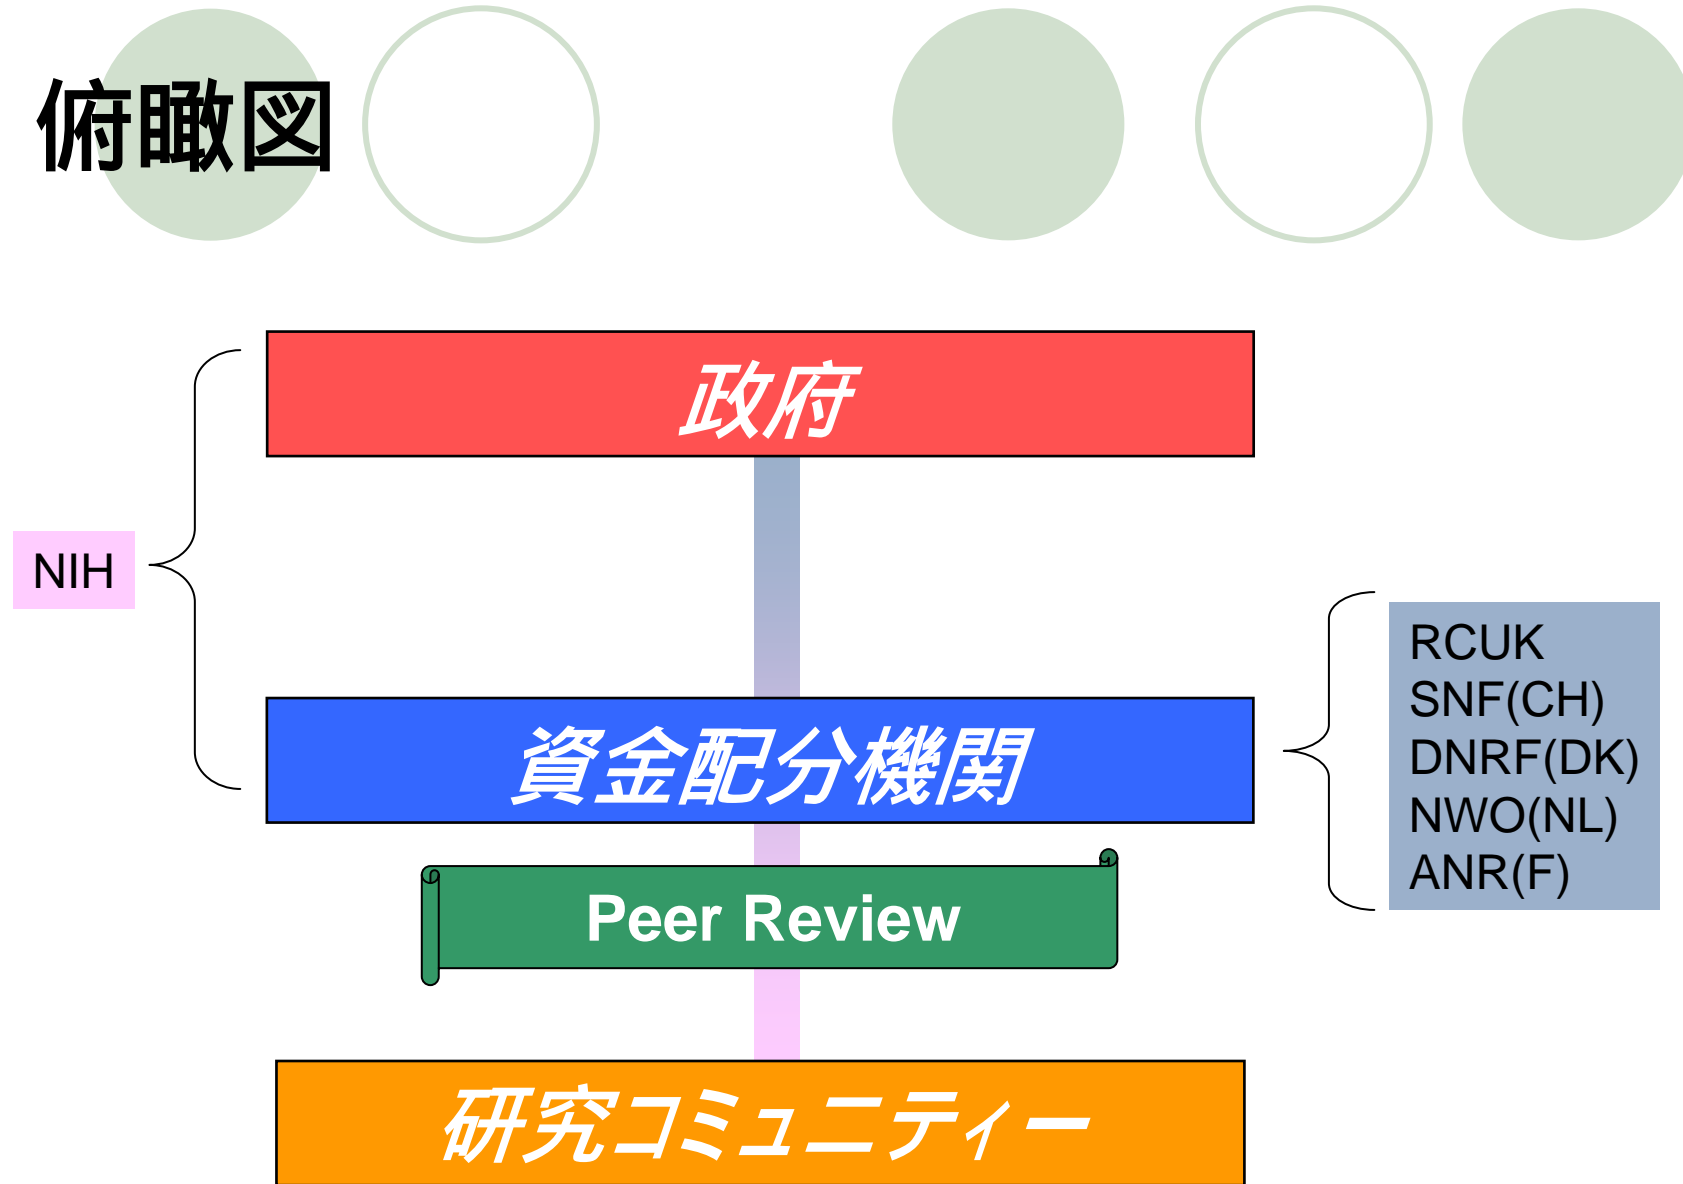 俯瞰図
政府
NIH
資金配分機関
RCUK
SNF(CH)
DNRF(DK)
NWO(NL)
ANR(F)
Peer Review
研究コミュニティー